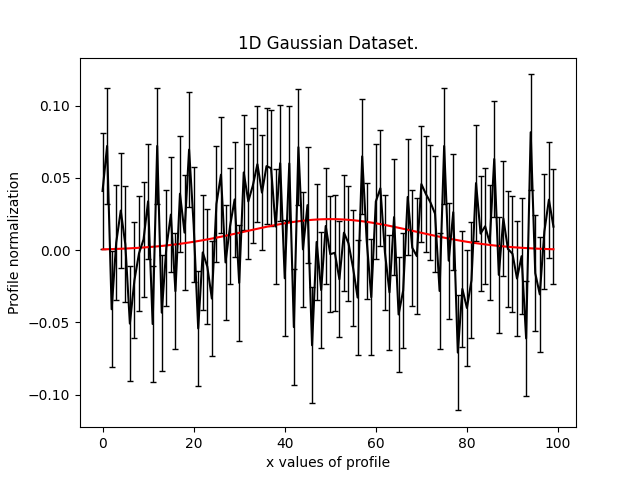 1D Gaussian Dataset.
Profile normalization
0.10
0.05
0.00
−0.05
−0.10
0 20 40 60 80 100
x values of profile